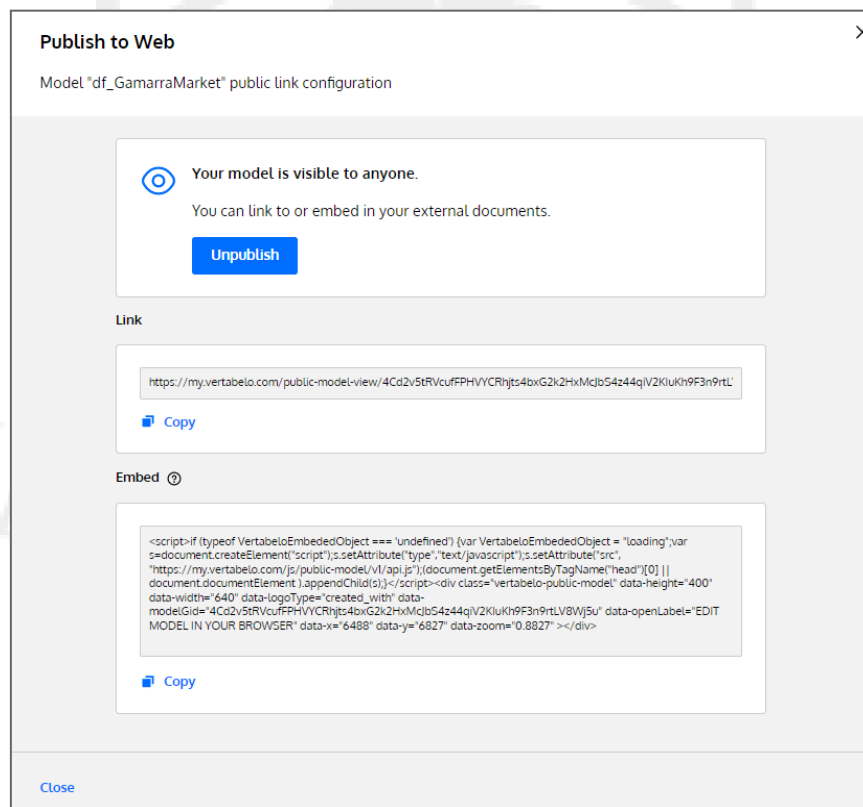 Publish to Web
Model "df_GamarraMarket" public link configuration
Your model is visible to anyone.
You can link to or embed in your external documents.
Unpublish
Link
https://my.vertabelo.com/public-model-view/4Cd2v5tRVcufFPHVYCRhjts4bxG2k2HxMcJbS4z44qiV2KIuKh9F3n9rtL
Copy
Embed
<script>if (typeof VertabeloEmbededObject === 'undefined') {var VertabeloEmbededObject = "loading";var
s=document.createElement("script");s.setAttribute("type","text/javascript");s.setAttribute("src",
"https://my.vertabelo.com/js/public-model/v1/api.js");(document.getElementsByTagName("head")[0] ||
document.documentElement ).appendChild(s);}</script><div class="vertabelo-public-model" data-height="400"
data-width="640" data-logoType="created_with" data-
modelGid="4Cd2v5tRVcufFPHVYCRhjts4bxG2k2HxMcJbS4z44qiV2KIuKh9F3n9rtLV8Wj5u" data-openLabel="EDIT
MODEL IN YOUR BROWSER" data-x="6488" data-y="6827" data-zoom="0.8827" ></div>
Copy
Close